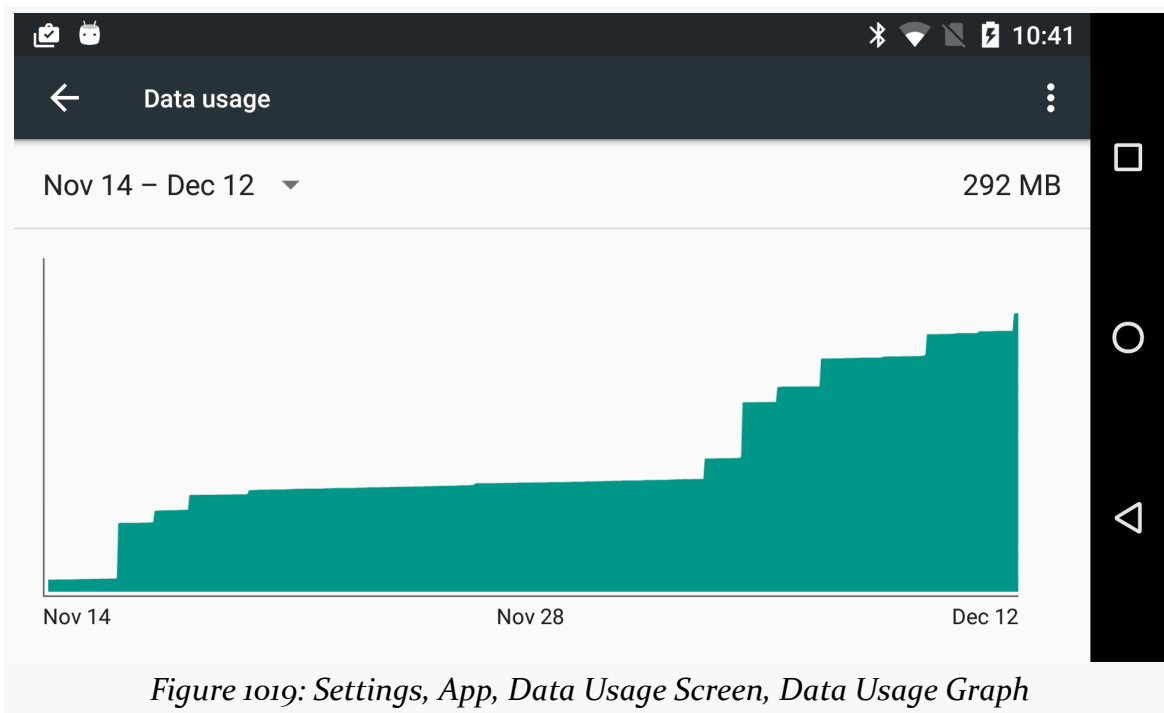 10:41
Data usage
Nov 14 – Dec 12 292 MB
Nov 14 Nov 28 Dec 12
Figure 1019: Settings, App, Data Usage Screen, Data Usage Graph